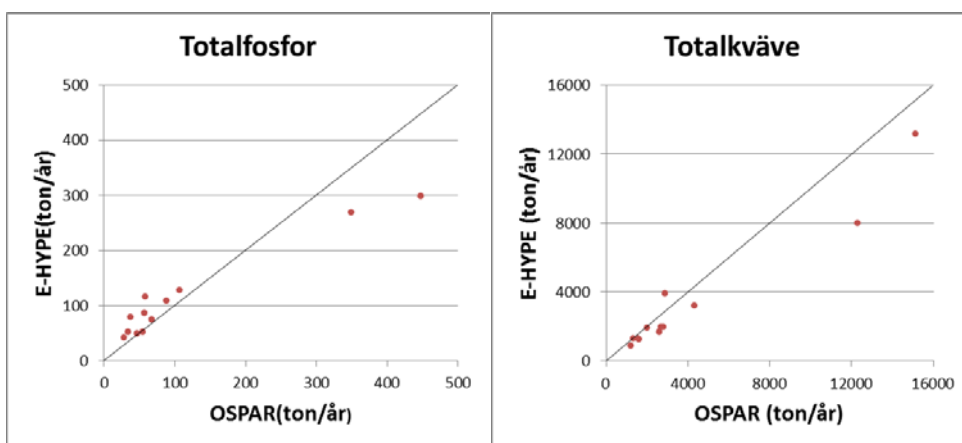 Totalfosfor
500
400
300
200
100
0
0 100 200 300 400 500
E-HYPE(ton/år)
OSPAR(ton/år)
Totalkväve
16000
12000
8000
4000
0
0 4000 8000 12000 16000
E-HYPE (ton/år)
OSPAR (ton/år)